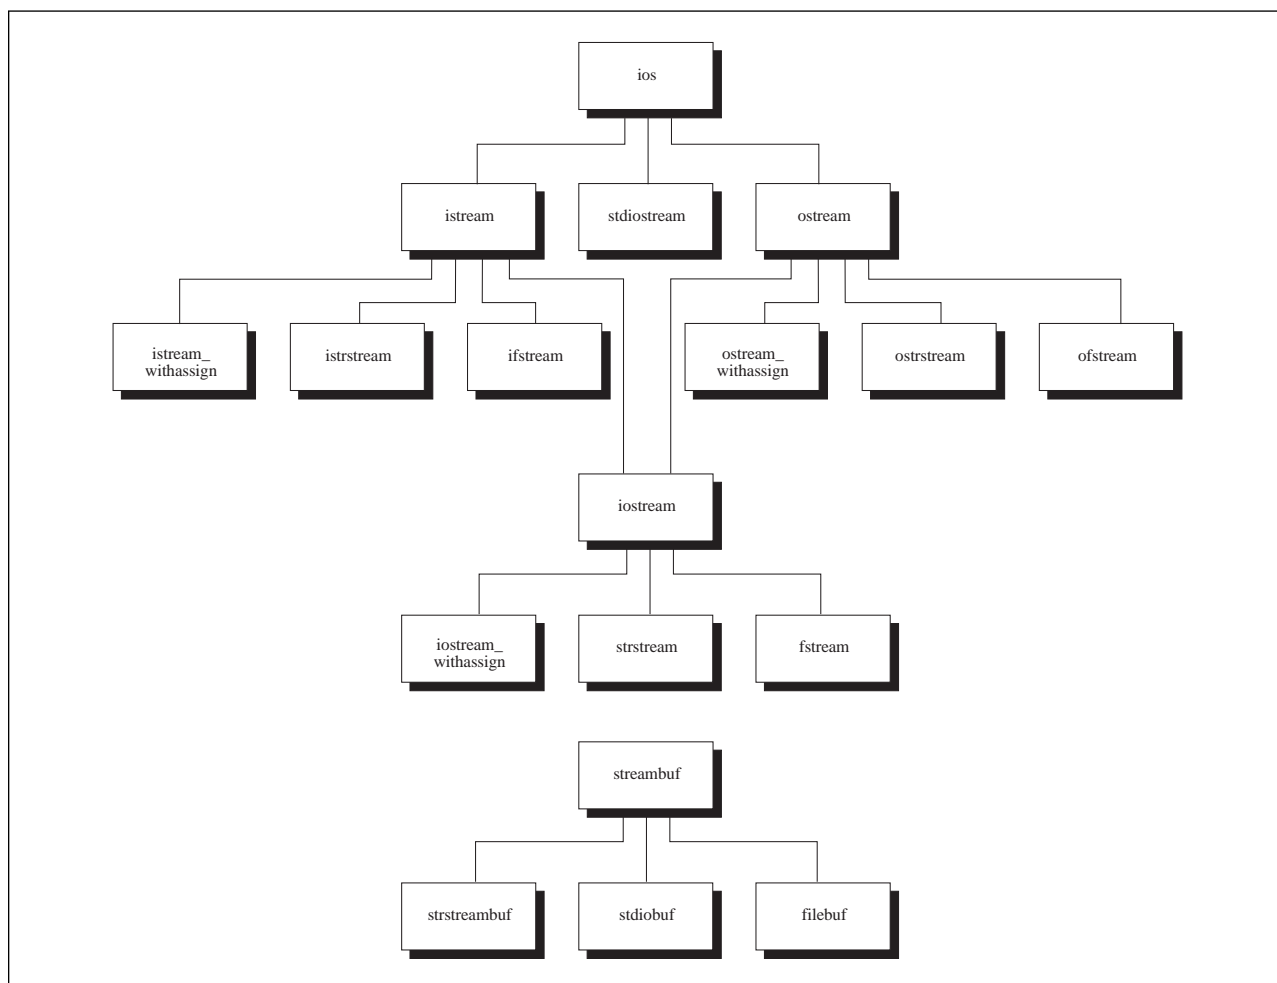 ios
istream
stdiostream
ostream
istream_
withassign
istrstream
ifstream
ostream_
withassign
ostrstream
ofstream
iostream
iostream_
withassign
strstream
fstream
streambuf
strstreambuf
stdiobuf
filebuf